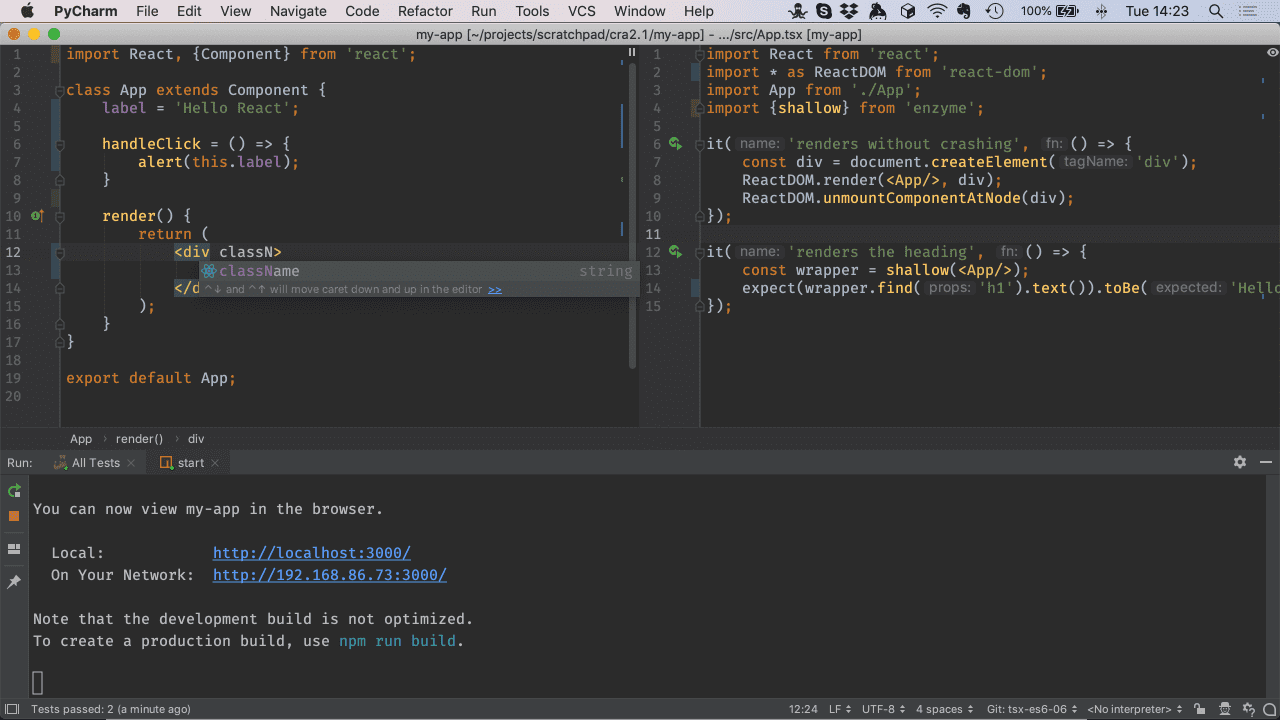 PyCharm File Edit View Navigate Code Refactor Run Tools VCS Window Help 100% Tue 14:23
my-app [~/projects/scratchpad/cra2.1/my-app] - .../src/App.tsx [my-app]
1 import React, {Component} from 'react';
2
3 class App extends Component {
4 label = 'Hello React';
5
6 handleClick = () => {
7 alert(this.label);
8 }
9
10 render() {
11 return (
12 <div classN>
13 className string
14 </d ^↓ and ^↑ will move caret down and up in the editor >>
15 );
16 }
17 }
18
19 export default App;
20
1 import React from 'react';
2 import * as ReactDOM from 'react-dom';
3 import App from './App';
4 import {shallow} from 'enzyme';
5
6 it( name: 'renders without crashing', fn: () => {
7 const div = document.createElement( tagName: 'div');
8 ReactDOM.render(<App/>, div);
9 ReactDOM.unmountComponentAtNode(div);
10 });
11
12 it( name: 'renders the heading', fn: () => {
13 const wrapper = shallow(<App/>);
14 expect(wrapper.find( props: 'h1').text()).toBe( expected: 'Hello
15 });
App › render() › div
Run: All Tests × start ×
You can now view my-app in the browser.
Local: http://localhost:3000/
On Your Network: http://192.168.86.73:3000/
Note that the development build is not optimized.
To create a production build, use npm run build.
Tests passed: 2 (a minute ago) 12:24 LF UTF-8 4 spaces Git: tsx-es6-06 <No interpreter>